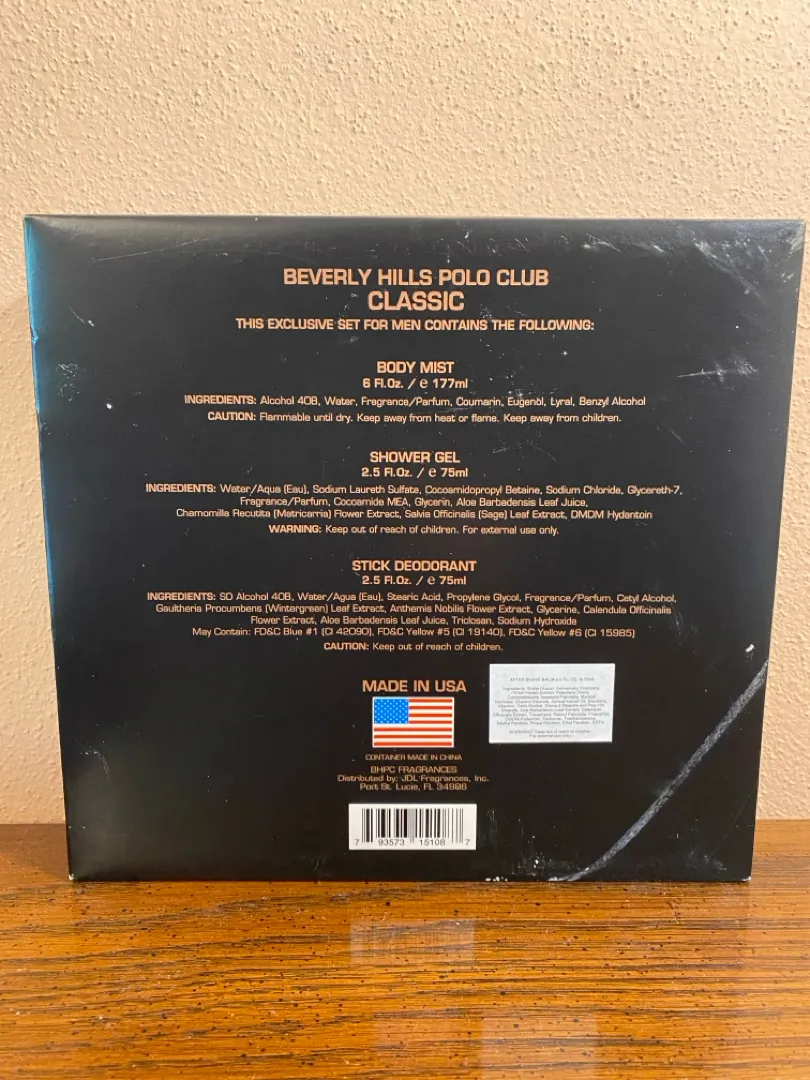 BEVERLY HILLS POLO CLUB
CLASSIC
THIS EXCLUSIVE SET FOR MEN CONTAINS THE FOLLOWING:
BODY MIST
6 Fl.Oz. / ℮ 177ml
INGREDIENTS: Alcohol 40B, Water, Fragrance/Parfum, Coumarin, Eugenol, Lyral, Benzyl Alcohol
CAUTION: Flammable until dry. Keep away from heat or flame. Keep away from children.
SHOWER GEL
2.5 Fl.Oz. / ℮ 75ml
INGREDIENTS: Water/Aqua (Eau), Sodium Laureth Sulfate, Cocoamidopropyl Betaine, Sodium Chloride, Glycereth-7,
Fragrance/Parfum, Cocoamide MEA, Glycerin, Aloe Barbadensis Leaf Juice,
Chamomilla Recutita (Matricarria) Flower Extract, Salvia Officinalis (Sage) Leaf Extract, DMDM Hydantoin
WARNING: Keep out of reach of children. For external use only.
STICK DEODORANT
2.5 Fl.Oz. / ℮ 75ml
INGREDIENTS: SD Alcohol 40B, Water/Agua (Eau), Stearic Acid, Propylene Glycol, Fragrance/Parfum, Cetyl Alcohol,
Gaultheria Procumbens (Wintergreen) Leaf Extract, Anthemis Nobilis Flower Extract, Glycerine, Calendula Officinalis
Flower Extract, Aloe Barbadensis Leaf Juice, Triclosan, Sodium Hydroxide
May Contain: FD&C Blue #1 (CI 42090), FD&C Yellow #5 (CI 19140), FD&C Yellow #6 (CI 15985)
CAUTION: Keep out of reach of children.
AFTER SHAVE BALM
MADE IN USA
CONTAINER MADE IN CHINA
BHPC FRAGRANCES
Distributed by: JDL Fragrances, Inc.
Port St. Lucie, FL 34986
7 93573 15108 7